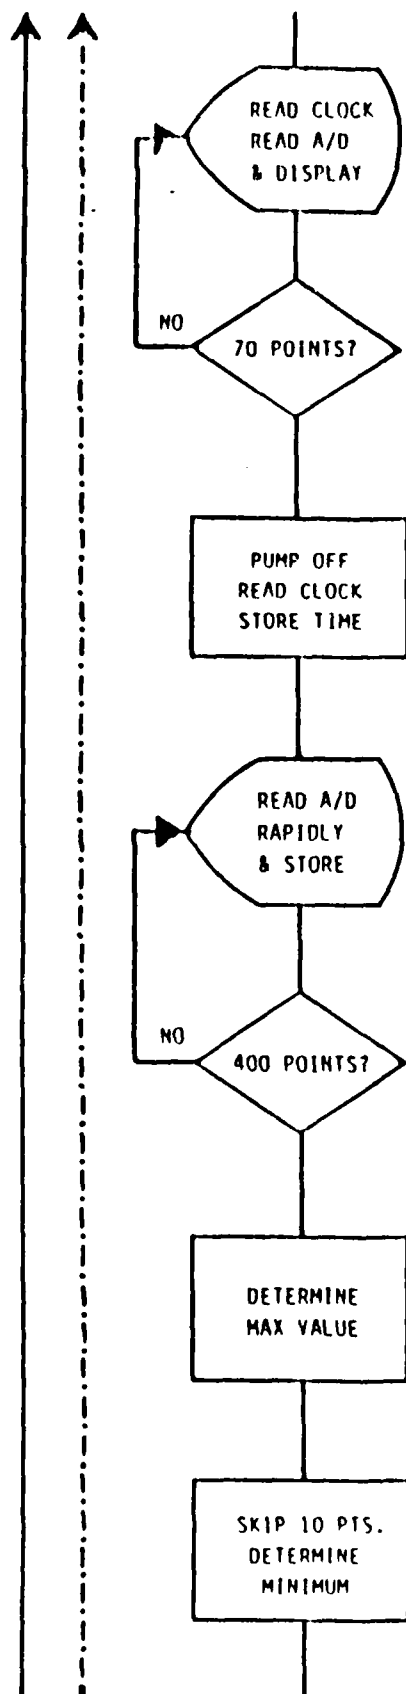 READ CLOCK
READ A/D
& DISPLAY
NO
70 POINTS?
PUMP OFF
READ CLOCK
STORE TIME
READ A/D
RAPIDLY
& STORE
NO
400 POINTS?
DETERMINE
MAX VALUE
SKIP 10 PTS.
DETERMINE
MINIMUM